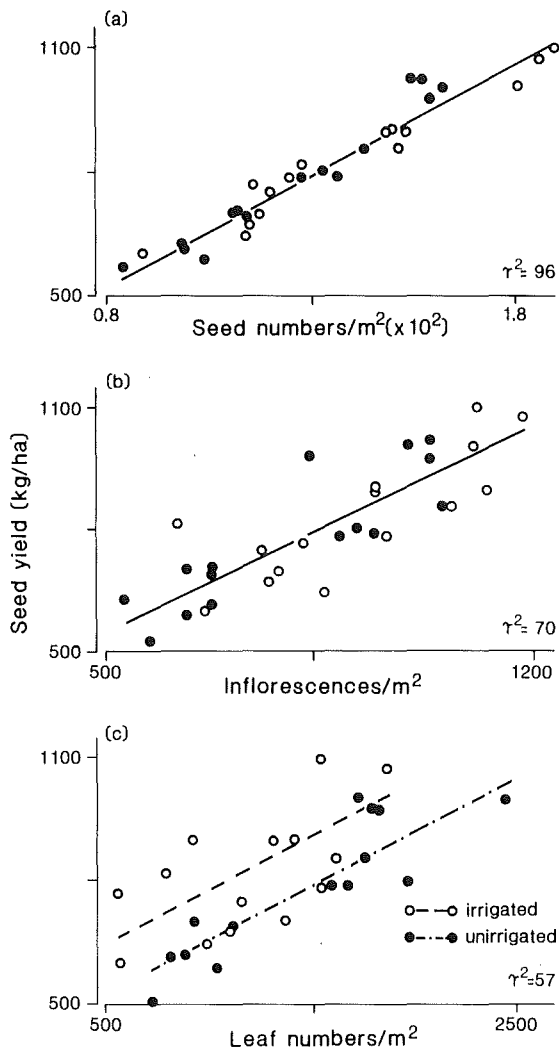 (a)
1100
500
0.8
1.8
Seed numbers/m²(x10²)
r²= 96
(b)
1100
500
500
1200
Inflorescences/m²
r²= 70
Seed yield (kg/ha)
(c)
1100
500
500
2500
Leaf numbers/m²
irrigated
unirrigated
r²=57